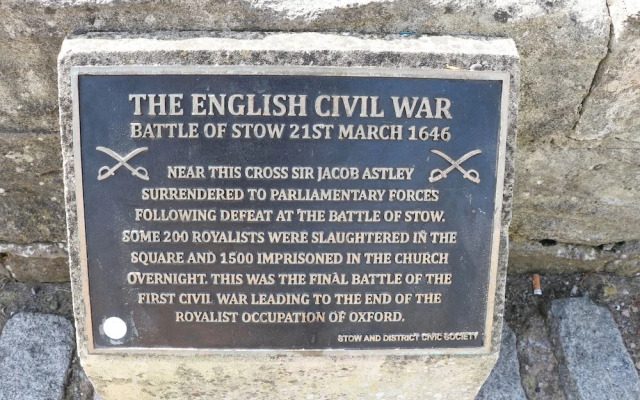 THE ENGLISH CIVIL WAR
BATTLE OF STOW 21ST MARCH 1646
NEAR THIS CROSS SIR JACOB ASTLEY
SURRENDERED TO PARLIAMENTARY FORCES
FOLLOWING DEFEAT AT THE BATTLE OF STOW.
SOME 200 ROYALISTS WERE SLAUGHTERED IN THE
SQUARE AND 1500 IMPRISONED IN THE CHURCH
OVERNIGHT. THIS WAS THE FINAL BATTLE OF THE
FIRST CIVIL WAR LEADING TO THE END OF THE
ROYALIST OCCUPATION OF OXFORD.
STOW AND DISTRICT CIVIC SOCIETY